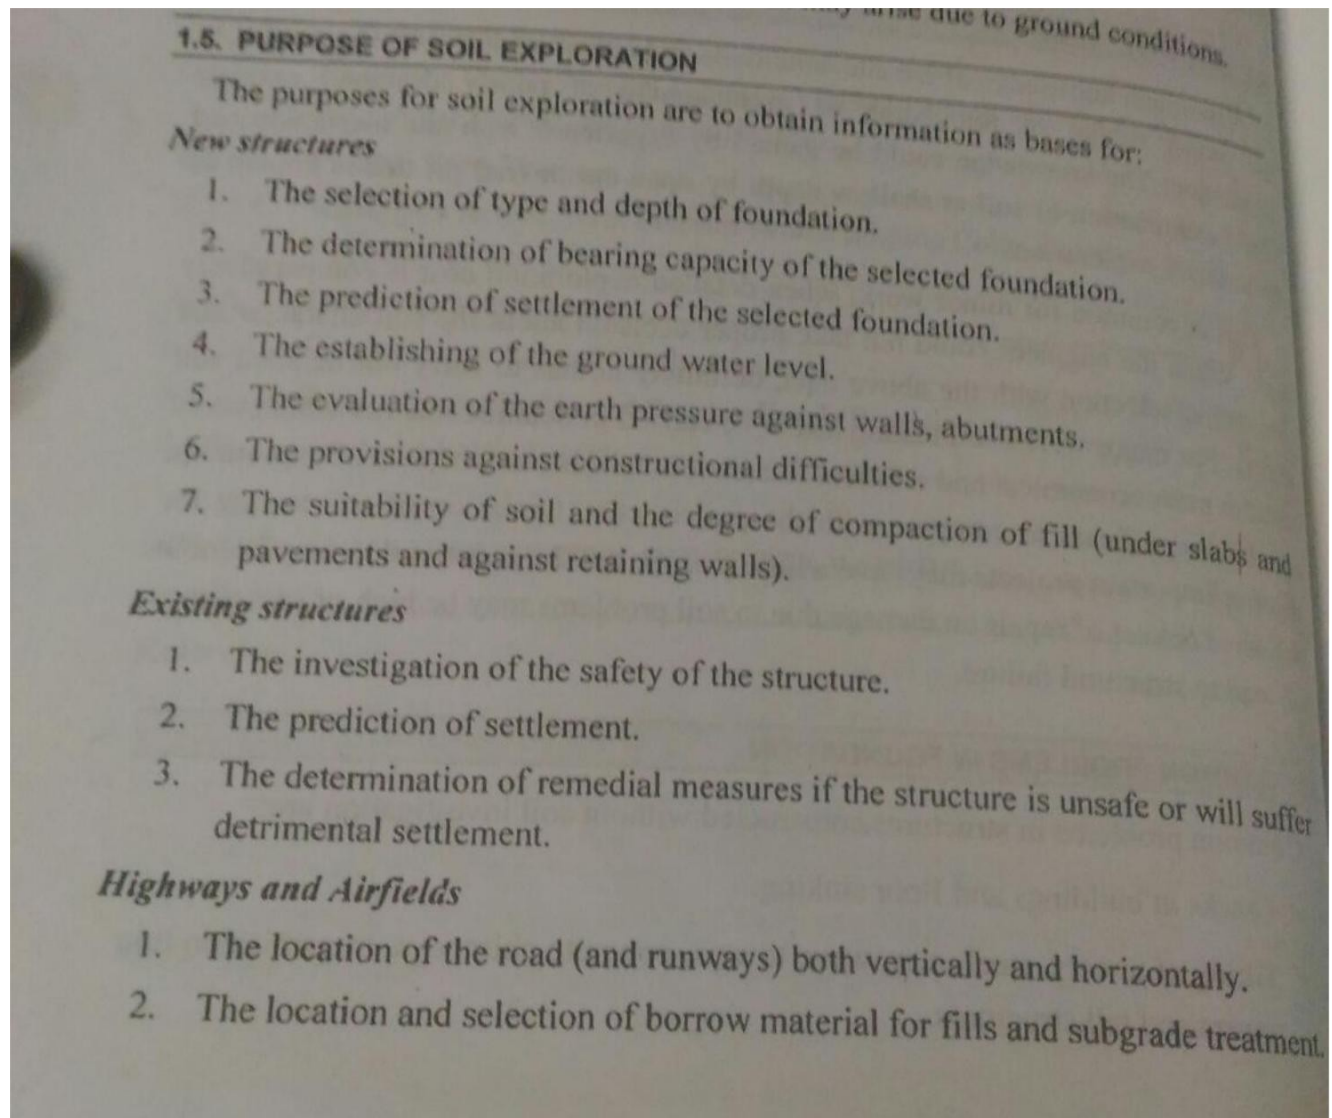 due to ground conditions.
1.5. PURPOSE OF SOIL EXPLORATION
The purposes for soil exploration are to obtain information as bases for:
New structures
1. The selection of type and depth of foundation.
2. The determination of bearing capacity of the selected foundation.
3. The prediction of settlement of the selected foundation.
4. The establishing of the ground water level.
5. The evaluation of the earth pressure against walls, abutments.
6. The provisions against constructional difficulties.
7. The suitability of soil and the degree of compaction of fill (under slabs and
pavements and against retaining walls).
Existing structures
1. The investigation of the safety of the structure.
2. The prediction of settlement.
3. The determination of remedial measures if the structure is unsafe or will suffer
detrimental settlement.
Highways and Airfields
1. The location of the road (and runways) both vertically and horizontally.
2. The location and selection of borrow material for fills and subgrade treatment.